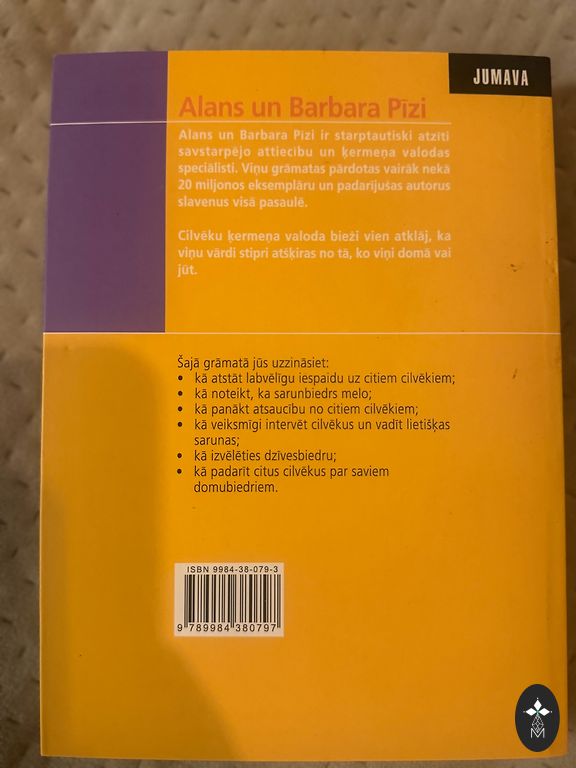 JUMAVA
Alans un Barbara Pīzi
Alans un Barbara Pīzi ir starptautiski atzīti
savstarpējo attiecību un ķermeņa valodas
speciālisti. Viņu grāmatas pārdotas vairāk nekā
20 miljonos eksemplāru un padarījušas autorus
slavenus visā pasaulē.
Cilvēku ķermeņa valoda bieži vien atklāj, ka
viņu vārdi stipri atšķiras no tā, ko viņi domā vai
jūt.
Šajā grāmatā jūs uzzināsiet:
• kā atstāt labvēlīgu iespaidu uz citiem cilvēkiem;
• kā noteikt, ka sarunbiedrs melo;
• kā panākt atsaucību no citiem cilvēkiem;
• kā veiksmīgi intervēt cilvēkus un vadīt lietišķas
sarunas;
• kā izvēlēties dzīvesbiedru;
• kā padarīt citus cilvēkus par saviem
domubiedriem.
ISBN 9984-38-079-3
9 789984 380797
M